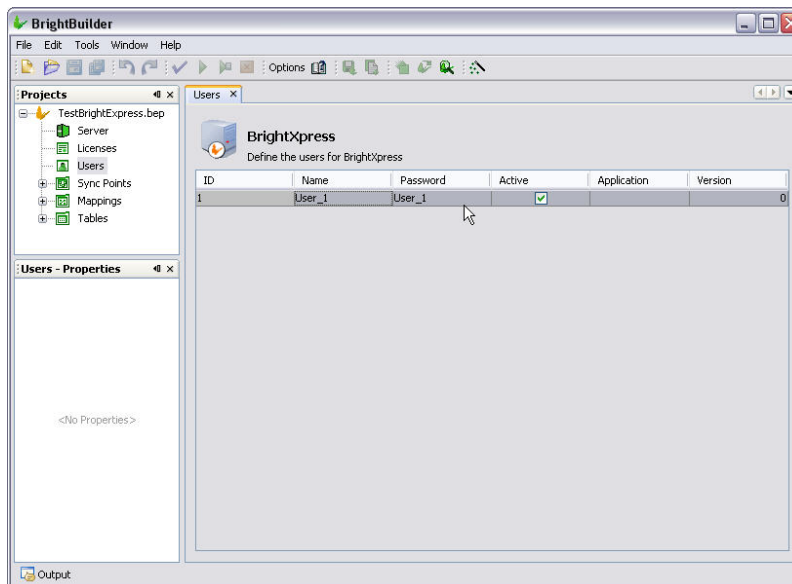 BrightBuilder
File Edit Tools Window Help
Options
Projects
TestBrightExpress.bep
Server
Licenses
Users
Sync Points
Mappings
Tables
Users - Properties
<No Properties>
Users
BrightXpress
Define the users for BrightXpress
ID Name Password Active Application Version
1 User_1 User_1 0
Output